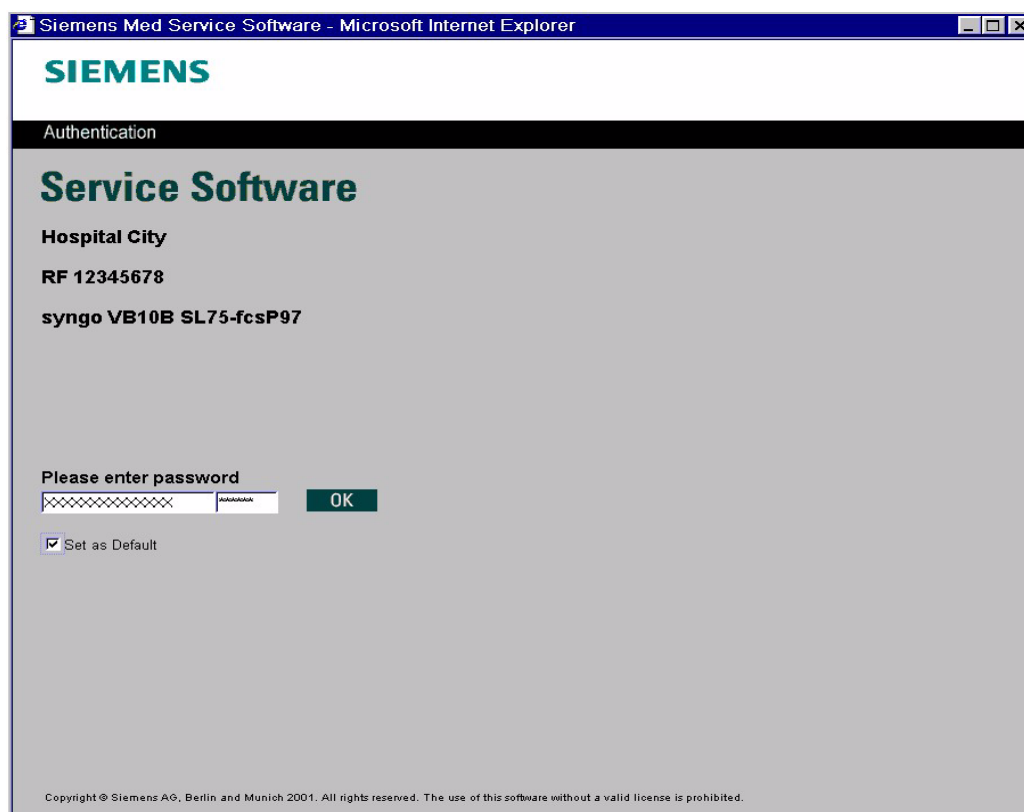 Siemens Med Service Software - Microsoft Internet Explorer
SIEMENS
Authentication
Service Software
Hospital City
RF 12345678
syngo VB10B SL75-fcsP97
Please enter password
XXXXXXXXXXXXXXX ******** OK
Set as Default
Copyright © Siemens AG, Berlin and Munich 2001. All rights reserved. The use of this software without a valid license is prohibited.